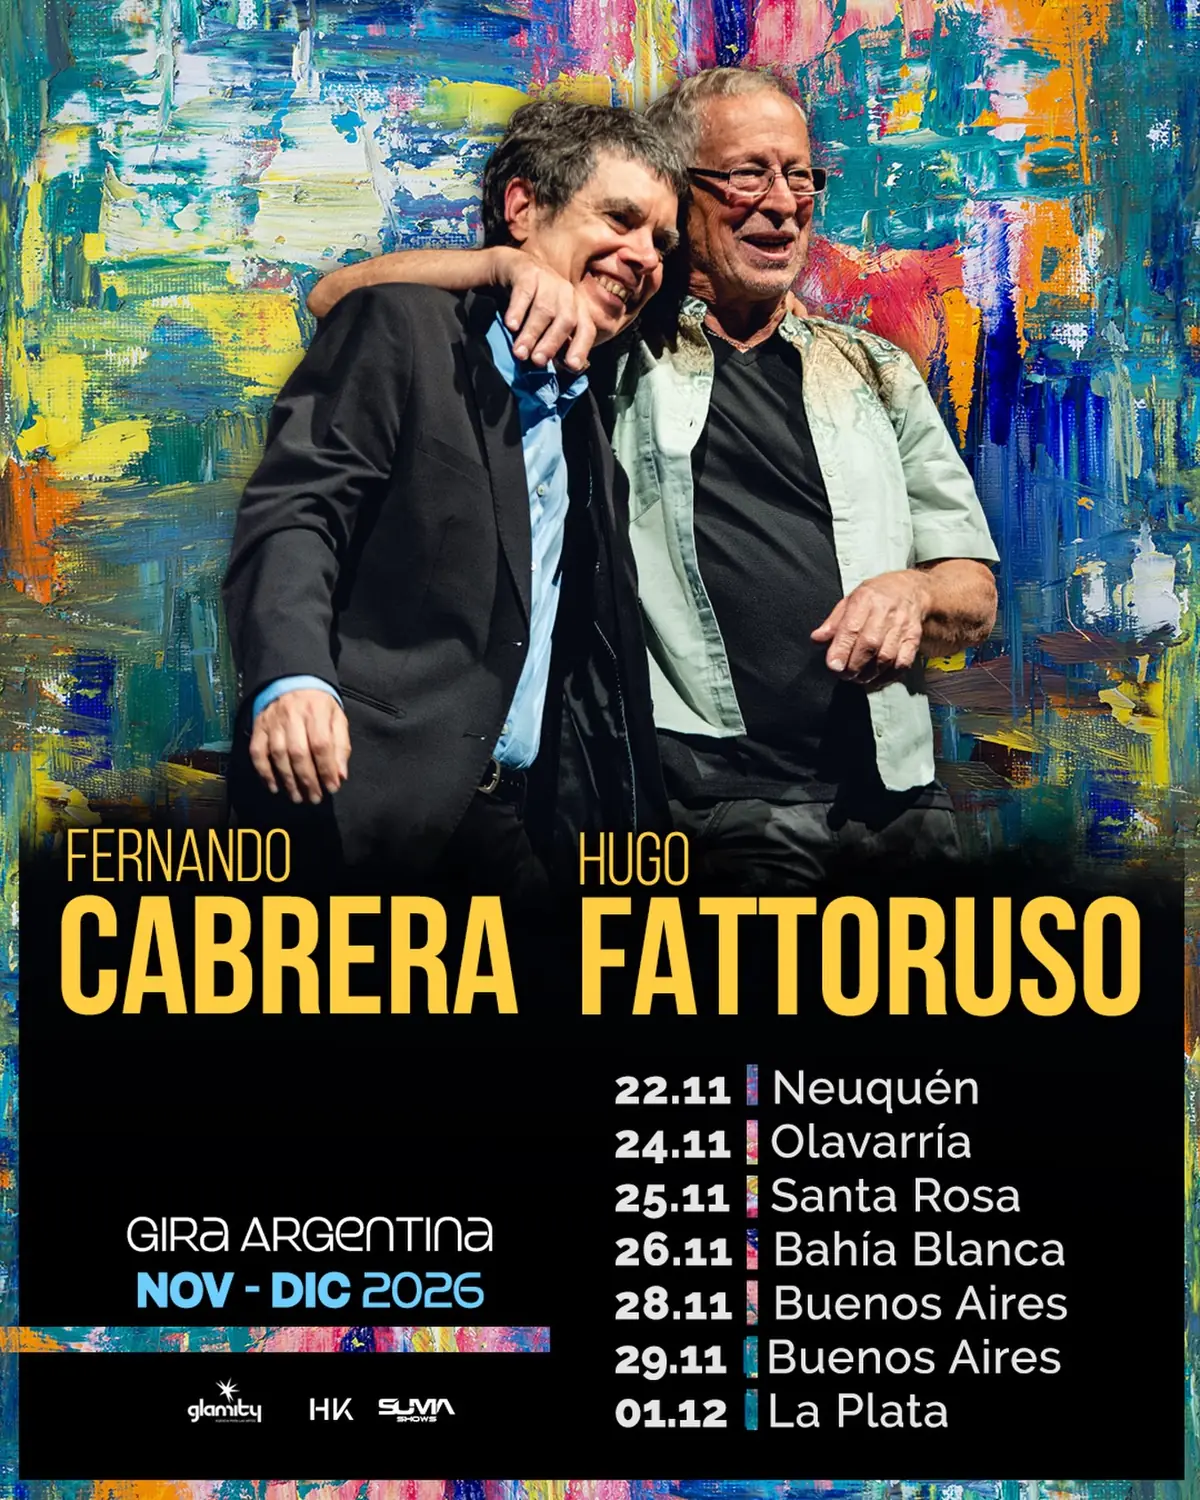 FERNANDO
CABRERA
HUGO
FATTORUSO
GIRA ARGENTINA
NOV - DIC 2026
22.11 Neuquén
24.11 Olavarría
25.11 Santa Rosa
26.11 Bahía Blanca
28.11 Buenos Aires
29.11 Buenos Aires
01.12 La Plata
glamity
HK
SUMA
SHOWS